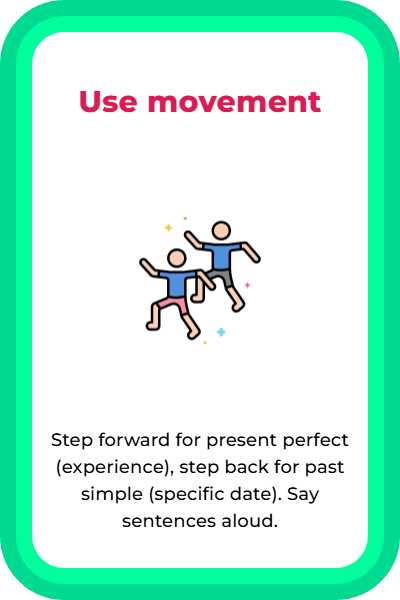 Use movement
Step forward for present perfect
(experience), step back for past
simple (specific date). Say
sentences aloud.